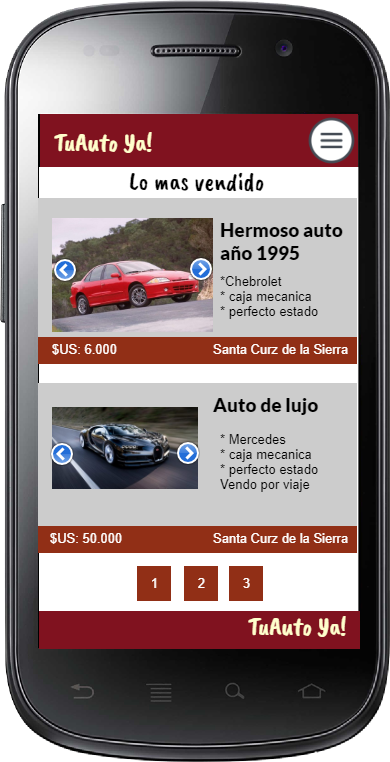 TuAuto Ya!
Lo mas vendido
Hermoso auto
año 1995
*Chebrolet
* caja mecanica
* perfecto estado
$US: 6.000 Santa Curz de la Sierra
Auto de lujo
* Mercedes
* caja mecanica
* perfecto estado
Vendo por viaje
$US: 50.000 Santa Curz de la Sierra
1 2 3
TuAuto Ya!